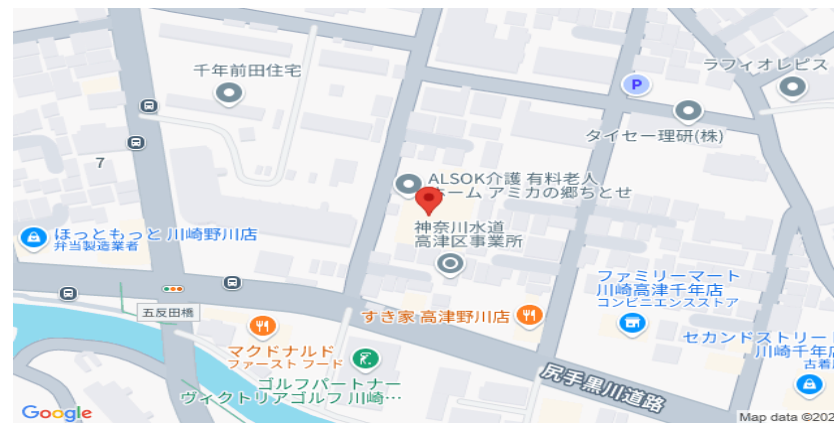 千年前田住宅
ラフィオレピス
P
タイセー理研(株)
7
ALSOK介護 有料老人
ホーム アミカの郷ちとせ
神奈川水道
高津区事業所
ほっともっと 川崎野川店
弁当製造業者
ファミリーマート
川崎高津千年店
コンビニエンスストア
五反田橋
すき家 高津野川店
マクドナルド
ファースト フード
セカンドストリート
川崎千年店
古着屋
ゴルフパートナー
ヴィクトリアゴルフ 川崎…
尻手黒川道路
Google
Map data ©202